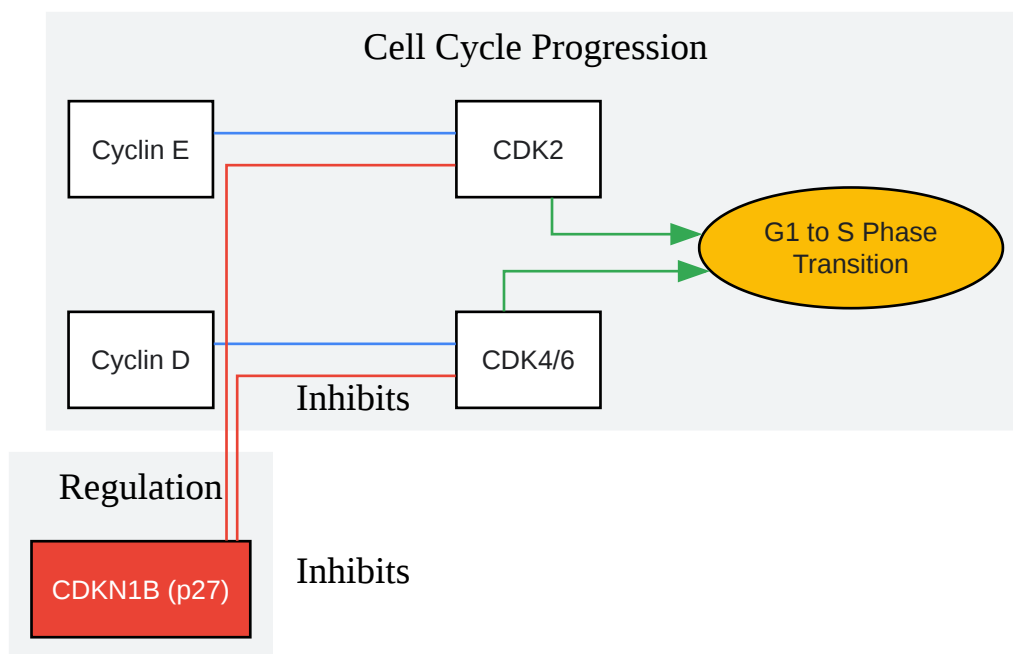 Cell Cycle Progression
Cyclin E
CDK2
G1 to S Phase
Transition
Cyclin D
CDK4/6
Inhibits
Regulation
Inhibits
CDKN1B (p27)